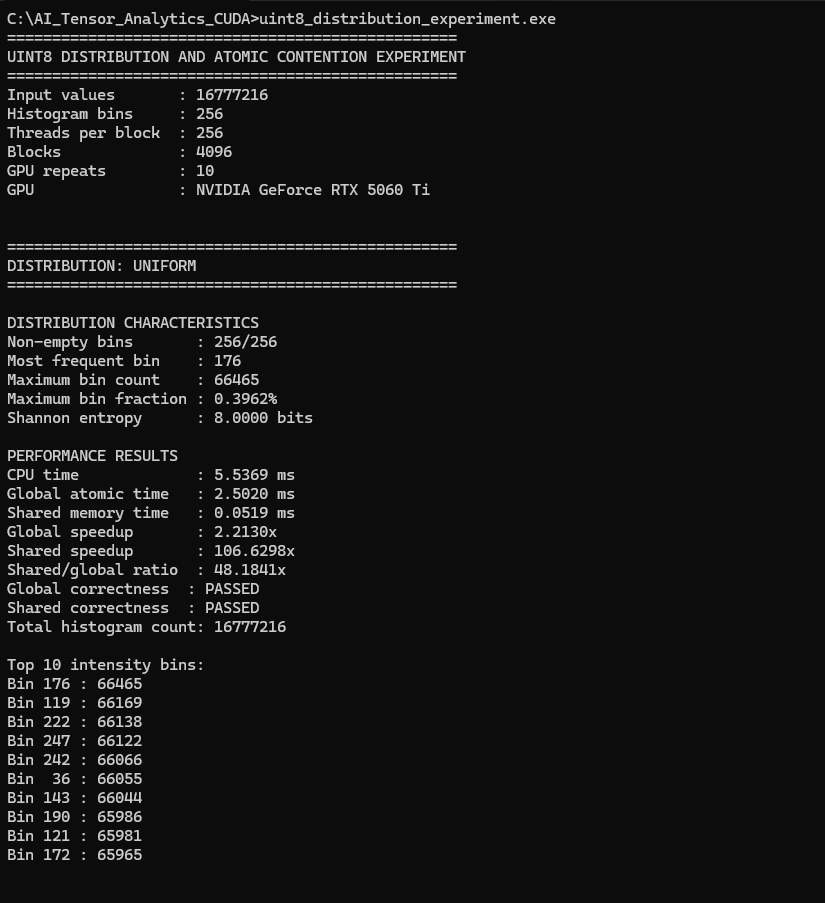 C:\AI_Tensor_Analytics_CUDA>uint8_distribution_experiment.exe
==================================================
UINT8 DISTRIBUTION AND ATOMIC CONTENTION EXPERIMENT
==================================================
Input values       : 16777216
Histogram bins     : 256
Threads per block  : 256
Blocks             : 4096
GPU repeats        : 10
GPU                : NVIDIA GeForce RTX 5060 Ti
==================================================
DISTRIBUTION: UNIFORM
==================================================
DISTRIBUTION CHARACTERISTICS
Non-empty bins       : 256/256
Most frequent bin    : 176
Maximum bin count    : 66465
Maximum bin fraction : 0.3962%
Shannon entropy      : 8.0000 bits
PERFORMANCE RESULTS
CPU time             : 5.5369 ms
Global atomic time   : 2.5020 ms
Shared memory time   : 0.0519 ms
Global speedup       : 2.2130x
Shared speedup       : 106.6298x
Shared/global ratio  : 48.1841x
Global correctness  : PASSED
Shared correctness  : PASSED
Total histogram count: 16777216
Top 10 intensity bins:
Bin 176 : 66465
Bin 119 : 66169
Bin 222 : 66138
Bin 247 : 66122
Bin 242 : 66066
Bin  36 : 66055
Bin 143 : 66044
Bin 190 : 65986
Bin 121 : 65981
Bin 172 : 65965